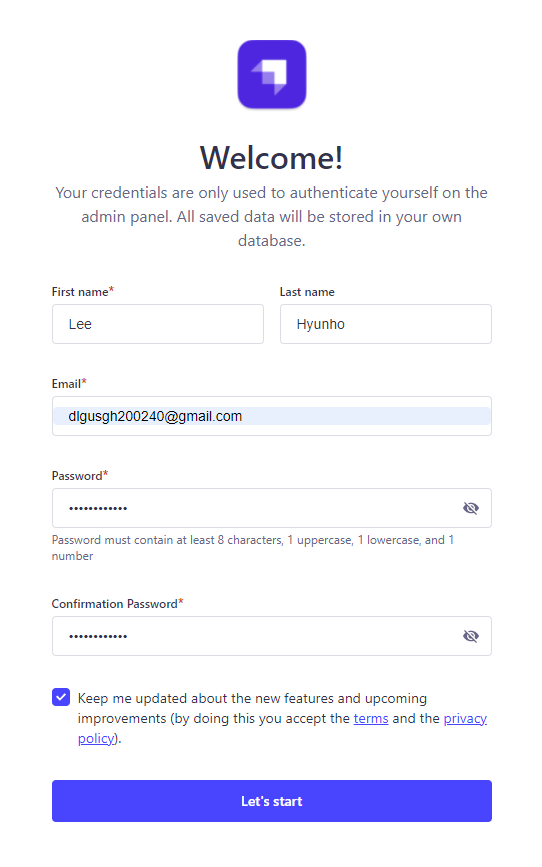 Welcome!
Your credentials are only used to authenticate yourself on the
admin panel. All saved data will be stored in your own
database.
First name* Last name
Lee Hyunho
Email*
dlgusgh200240@gmail.com
Password*
••••••••••••
Password must contain at least 8 characters, 1 uppercase, 1 lowercase, and 1
number
Confirmation Password*
••••••••••••
Keep me updated about the new features and upcoming
improvements (by doing this you accept the terms and the privacy
policy).
Let's start